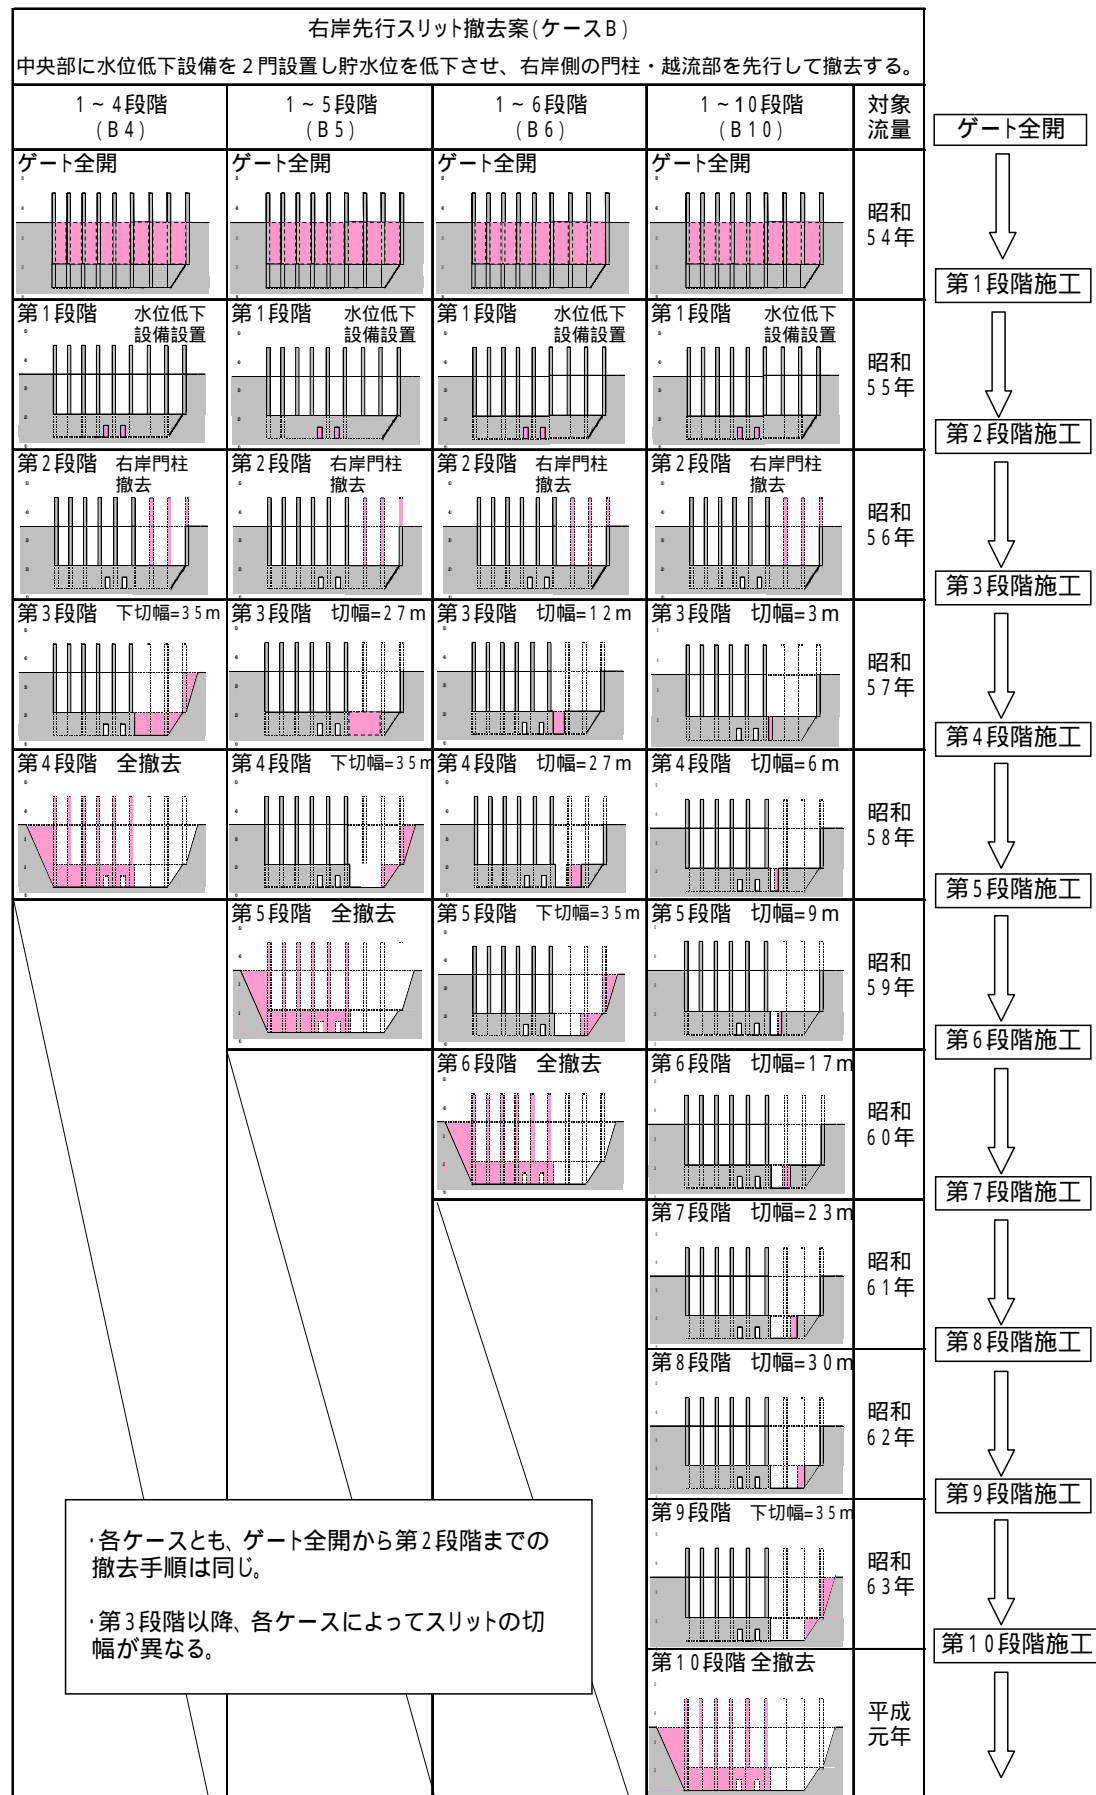 右岸先行スリット撤去案(ケースB)
中央部に水位低下設備を2門設置し貯水位を低下させ、右岸側の門柱・越流部を先行して撤去する。
1~4段階
(B4)
1~5段階
(B5)
1~6段階
(B6)
1~10段階
(B10)
対象
流量
ゲート全開
ゲート全開
ゲート全開
ゲート全開
昭和
54年
第1段階 水位低下
設備設置
第1段階 水位低下
設備設置
第1段階 水位低下
設備設置
第1段階 水位低下
設備設置
昭和
55年
第2段階 右岸門柱
撤去
第2段階 右岸門柱
撤去
第2段階 右岸門柱
撤去
第2段階 右岸門柱
撤去
昭和
56年
第3段階 下切幅=35m
第3段階 切幅=27m
第3段階 切幅=12m
第3段階 切幅=3m
昭和
57年
第4段階 全撤去
第4段階 下切幅=35m
第4段階 切幅=27m
第4段階 切幅=6m
昭和
58年
第5段階 全撤去
第5段階 下切幅=35m
第5段階 切幅=9m
昭和
59年
第6段階 全撤去
第6段階 切幅=17m
昭和
60年
第7段階 切幅=23m
昭和
61年
第8段階 切幅=30m
昭和
62年
第9段階 下切幅=35m
昭和
63年
第10段階 全撤去
平成
元年
・各ケースとも、ゲート全開から第2段階までの
撤去手順は同じ。
・第3段階以降、各ケースによってスリットの切
幅が異なる。
ゲート全開
第1段階施工
第2段階施工
第3段階施工
第4段階施工
第5段階施工
第6段階施工
第7段階施工
第8段階施工
第9段階施工
第10段階施工